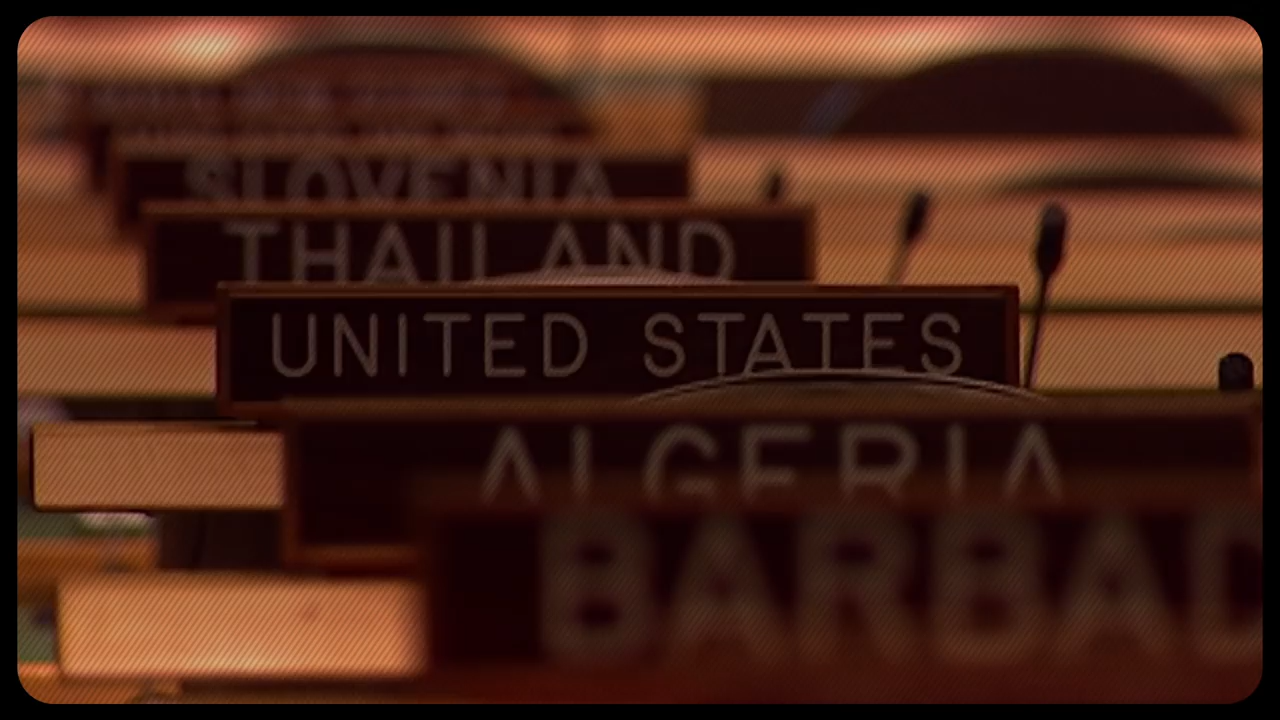 SLOVENIA
THAILAND
UNITED STATES
ALGERIA
BARBAD